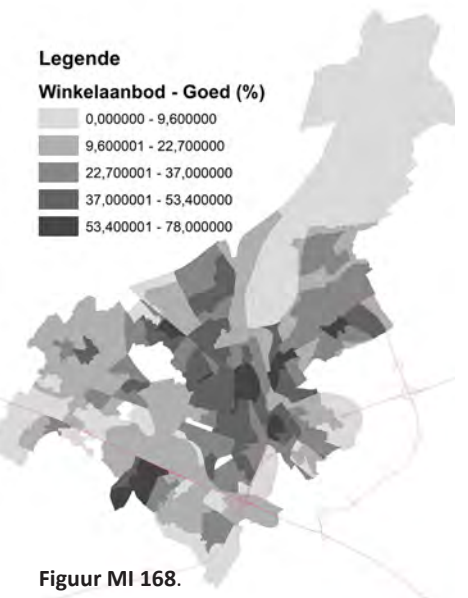 Legende
Winkelaanbod - Goed (%)
0,000000 - 9,600000
9,600001 - 22,700000
22,700001 - 37,000000
37,000001 - 53,400000
53,400001 - 78,000000
Figuur MI 168.